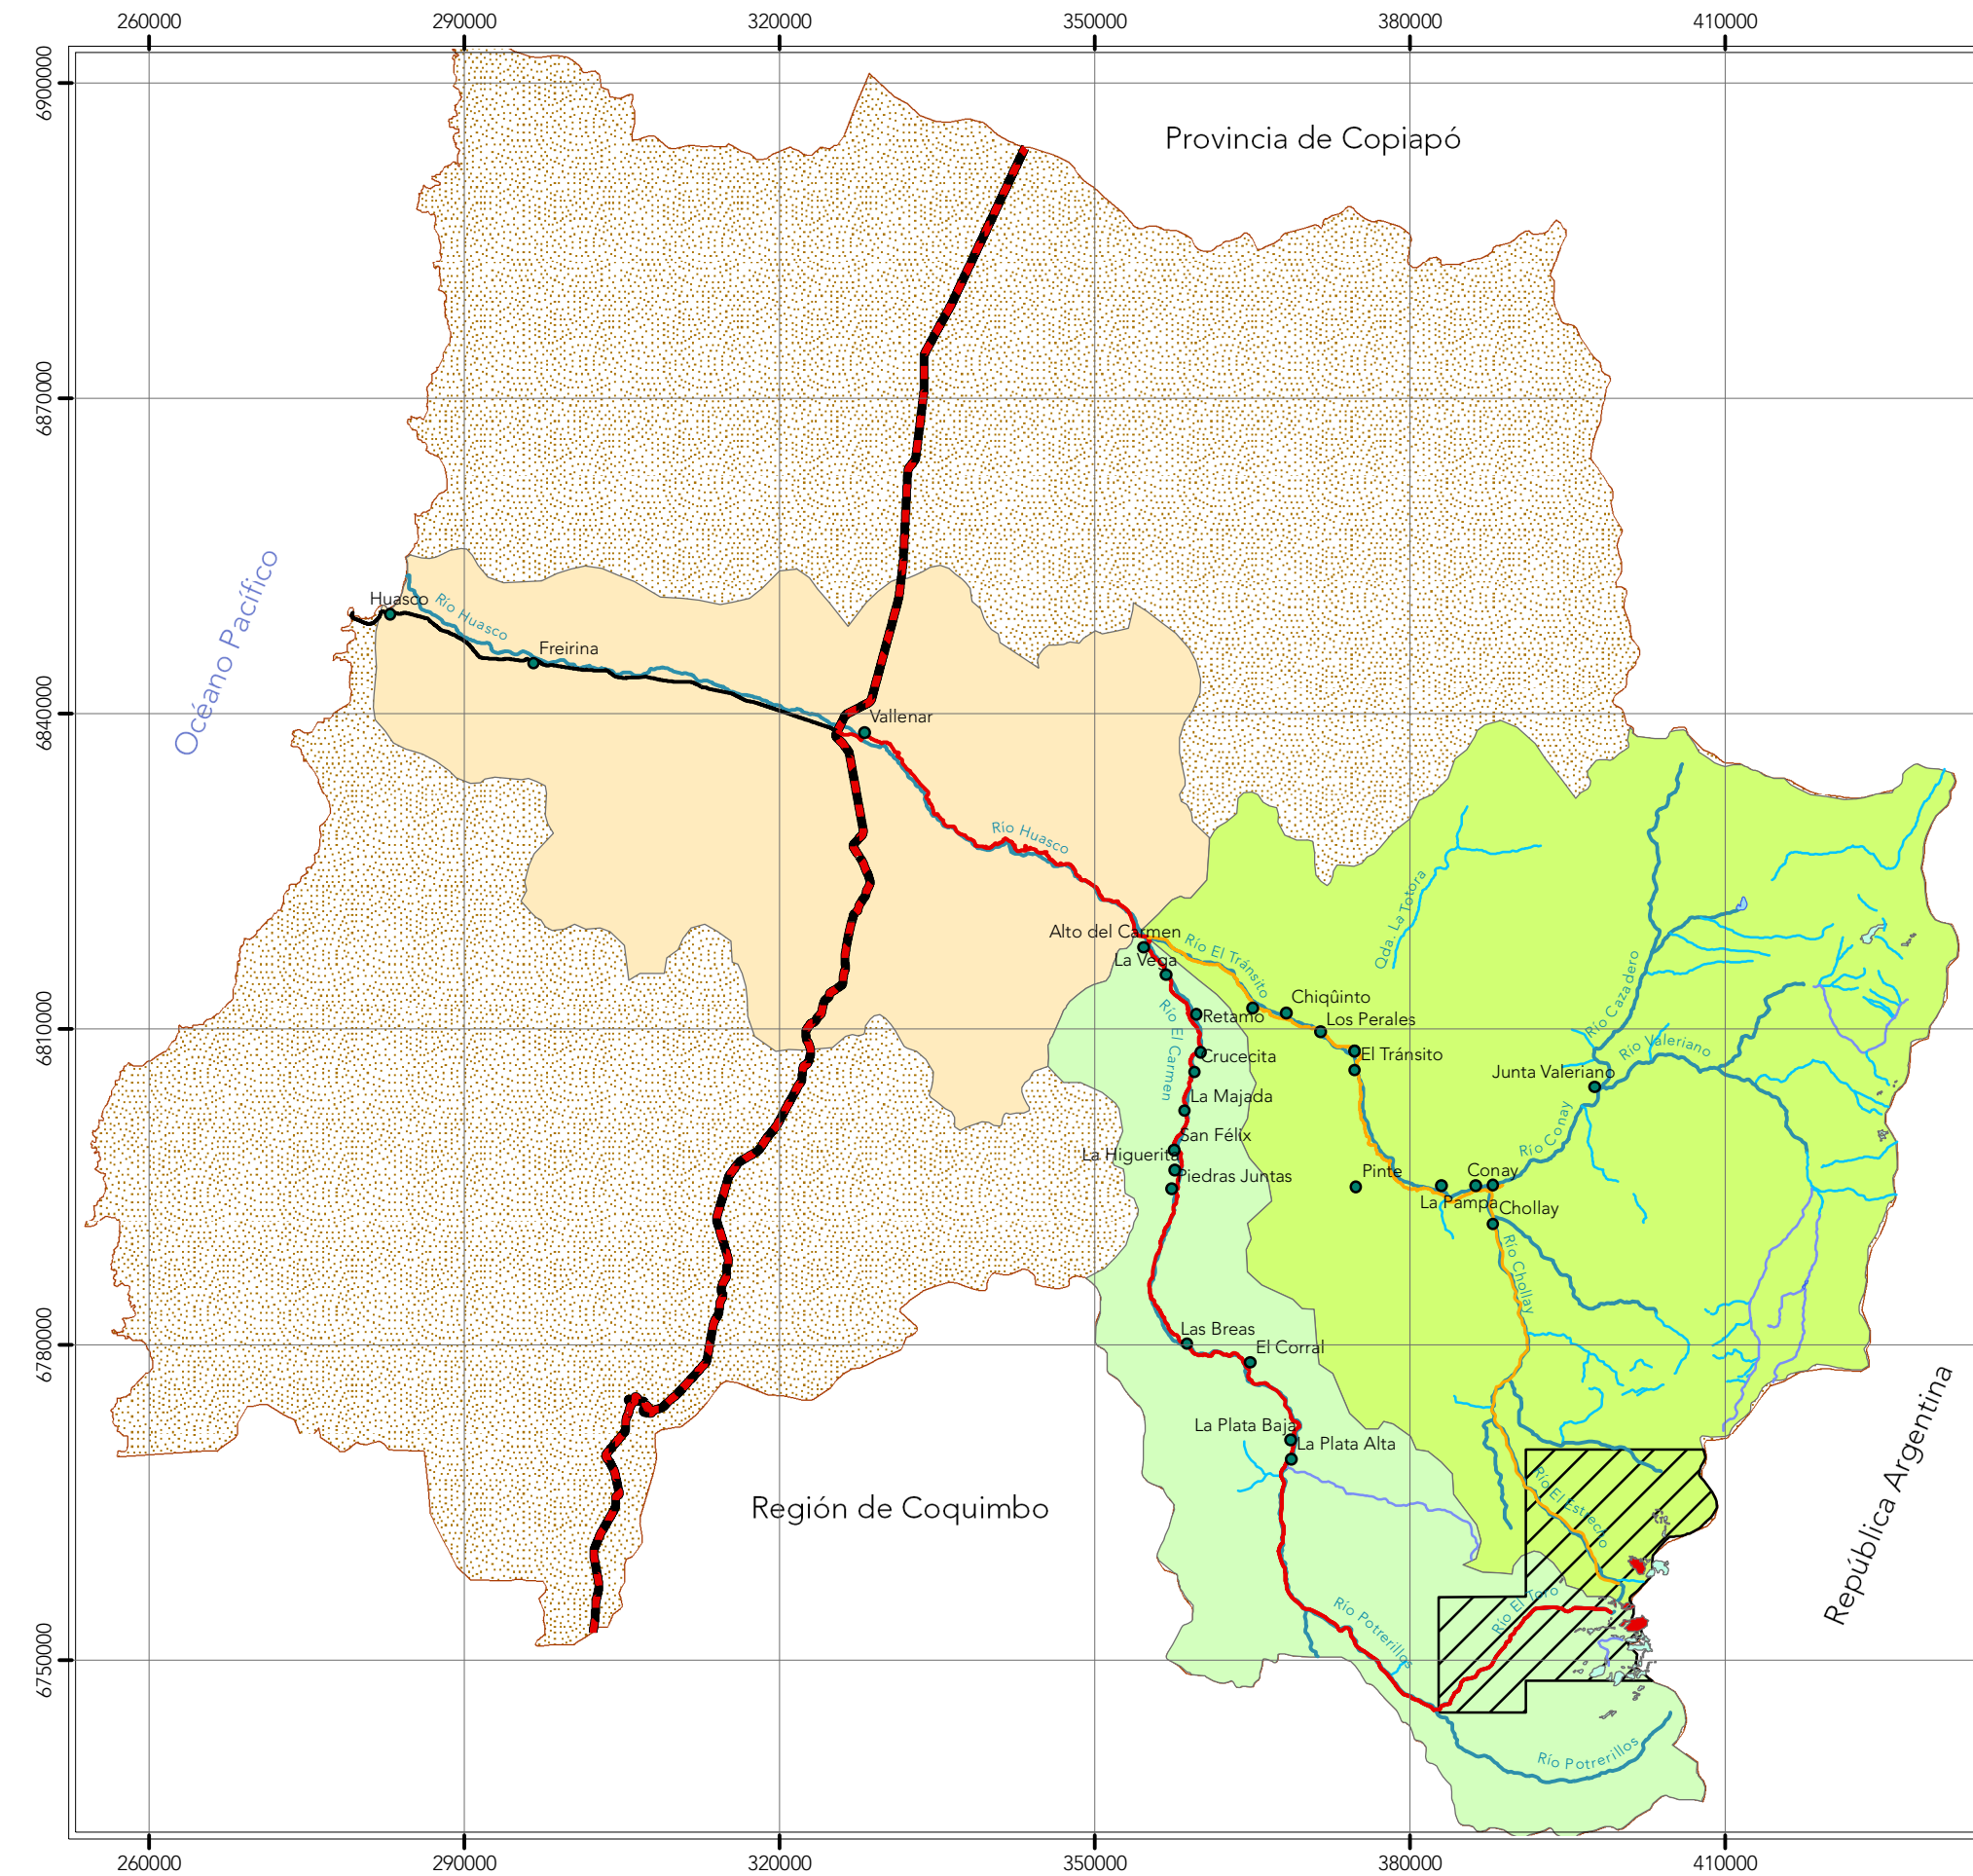 260000 290000 320000 350000 380000 410000
6900000
Provincia de Copiapó
6870000
Océano Pacífico
Huasco
Río Huasco
Freirina
6840000
Vallenar
Río Huasco
Qda. La Totora
Alto del Carmen
Río El Tránsito
La Vega
Río Cazadero
Chiqûinto
Retamo
Los Perales
6810000
Río El Carmen
Río Valeriano
Crucecita
El Tránsito
Junta Valeriano
La Majada
Río Conay
San Félix
La Higuerita
Piedras Juntas
Pinte
Conay
La Pampa
Chollay
Río Chollay
Las Breas
6780000
El Corral
La Plata Baja
La Plata Alta
República Argentina
Región de Coquimbo
Río El Estrecho
Río El Toro
Río Potrerillos
6750000
Río Potrerillos
260000 290000 320000 350000 380000 410000